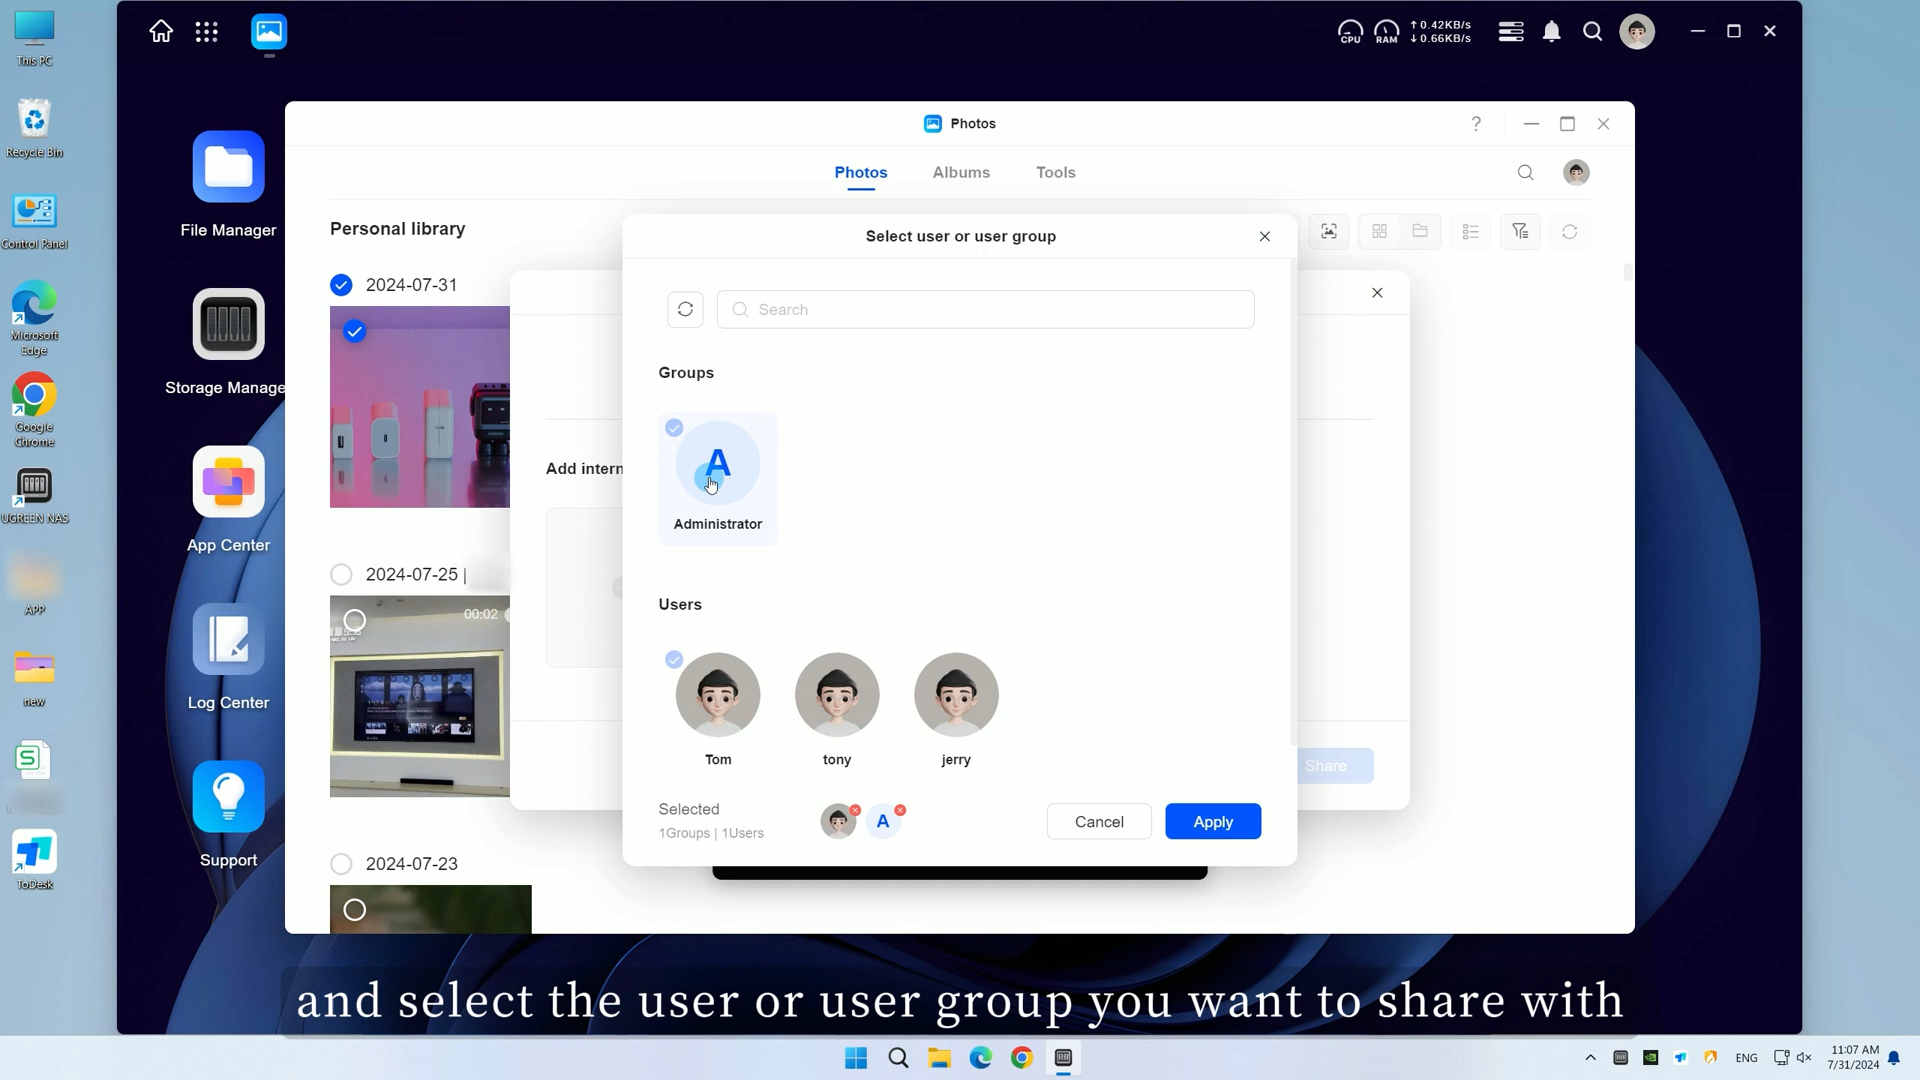 This PC
Recycle Bin
Control Panel
Microsoft
Edge
Google
Chrome
UGREEN NAS
APP
new
ToDesk
CPU
RAM
↑ 0.42KB/s
↓ 0.66KB/s
File Manager
Storage Manage
App Center
Log Center
Support
Photos
?
Photos
Albums
Tools
Personal library
2024-07-31
2024-07-25 |
00:02
2024-07-23
Add intern
Share
Select user or user group
Search
Groups
A
Administrator
Users
Tom
tony
jerry
Selected
1Groups | 1Users
A
Cancel
Apply
and select the user or user group you want to share with
ENG
11:07 AM
7/31/2024